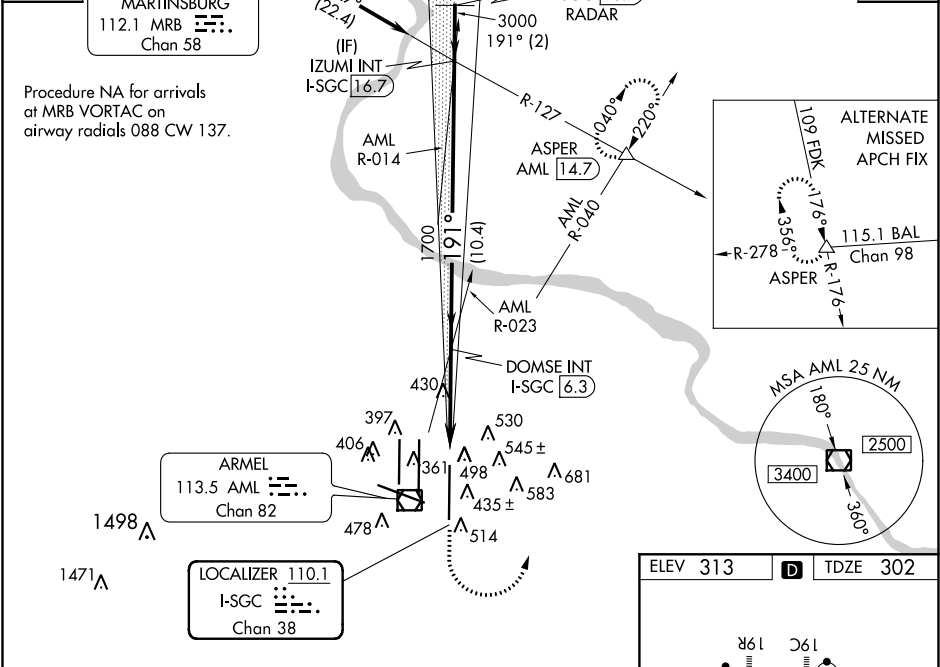 MARTINSBURG
112.1 MRB
Chan 58
(22.4)
3000
191° (2)
RADAR
(IF)
IZUMI INT
I-SGC 16.7
Procedure NA for arrivals
at MRB VORTAC on
airway radials 088 CW 137.
R-127
040°
220°
ASPER
AML 14.7
AML
R-014
AML
R-040
1700
191°
(10.4)
AML
R-023
DOMSE INT
I-SGC 6.3
ALTERNATE
MISSED
APCH FIX
109 FDK
176°
356°
R-278
115.1 BAL
Chan 98
ASPER
R-176
MSA AML 25 NM
180°
2500
3400
360°
430
397
406
361
530
545 ±
498
681
583
435 ±
478
514
ARMEL
113.5 AML
Chan 82
1498
1471
LOCALIZER 110.1
I-SGC
Chan 38
ELEV 313
D
TDZE 302
19R
19C